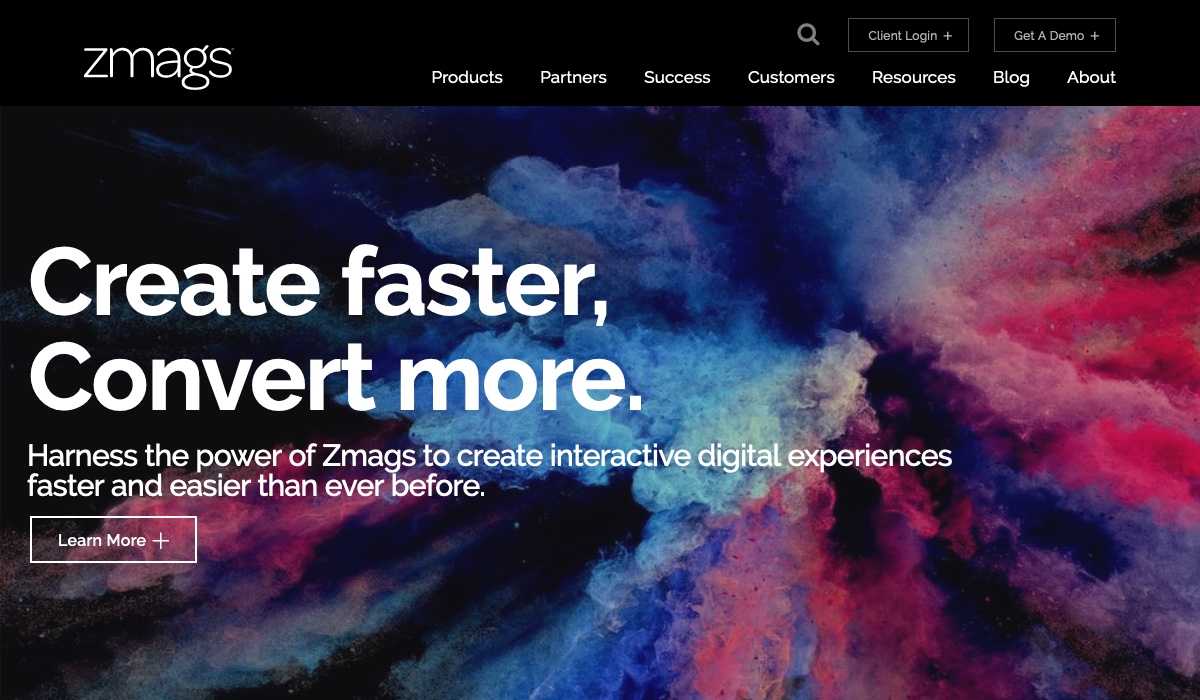 zmags
Client Login +
Get A Demo +
Products Partners Success Customers Resources Blog About
Create faster,
Convert more.
Harness the power of Zmags to create interactive digital experiences
faster and easier than ever before.
Learn More +